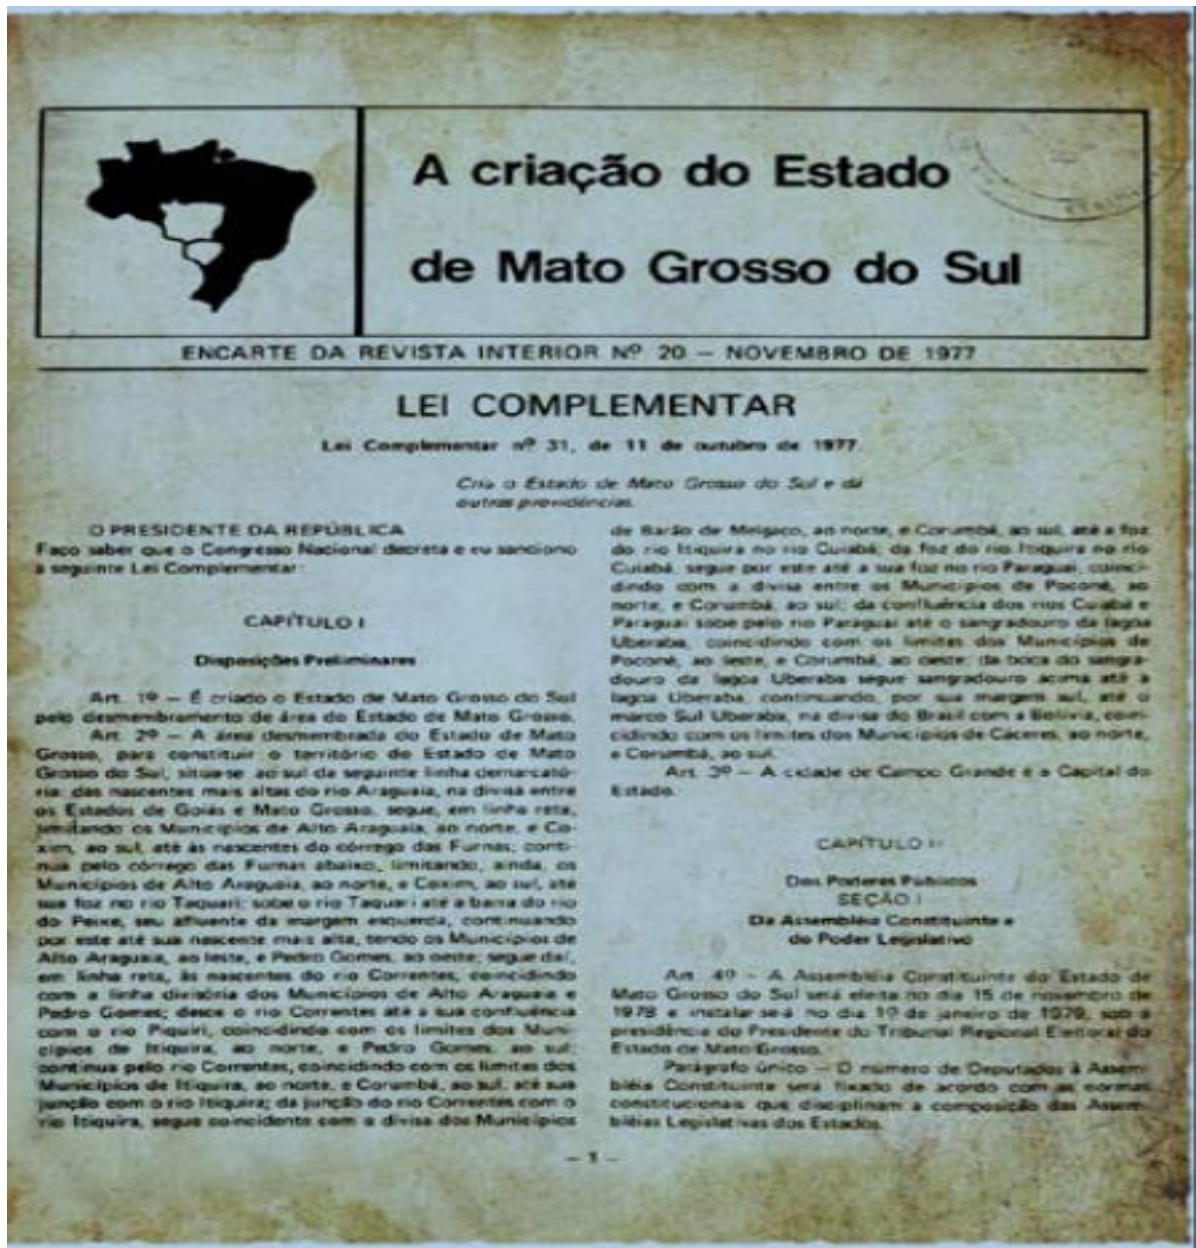 A criação do Estado
de Mato Grosso do Sul
ENCARTE DA REVISTA INTERIOR Nº 20 — NOVEMBRO DE 1977
LEI COMPLEMENTAR
Lei Complementar nº 31, de 11 de outubro de 1977.
Cria o Estado de Mato Grosso do Sul e dá
outras providências.
O PRESIDENTE DA REPÚBLICA
Faço saber que o Congresso Nacional decreta e eu sanciono
a seguinte Lei Complementar:
CAPÍTULO I
Disposições Preliminares
Art. 1º — É criado o Estado de Mato Grosso do Sul
pelo desmembramento de área do Estado de Mato Grosso.
Art. 2º — A área desmembrada do Estado de Mato
Grosso, para constituir o território do Estado de Mato
Grosso do Sul, situa-se ao sul da seguinte linha demarcató-
ria: das nascentes mais altas do rio Araguaia, na divisa entre
os Estados de Goiás e Mato Grosso, segue, em linha reta,
limitando os Municípios de Alto Araguaia, ao norte, e Co-
xim, ao sul, até às nascentes do córrego das Furnas; conti-
nua pelo córrego das Furnas abaixo, limitando, ainda, os
Municípios de Alto Araguaia, ao norte, e Coxim, ao sul, até
sua foz no rio Taquari; sobe o rio Taquari até a barra do rio
do Peixe, seu afluente da margem esquerda, continuando
por este até sua nascente mais alta, tendo os Municípios de
Alto Araguaia, ao leste, e Pedro Gomes, ao oeste; segue daí,
em linha reta, às nascentes do rio Correntes, coincidindo
com a linha divisória dos Municípios de Alto Araguaia e
Pedro Gomes; desce o rio Correntes até a sua confluência
com o rio Piquiri, coincidindo com os limites dos Muni-
cípios de Itiquira, ao norte, e Pedro Gomes, ao sul;
continua pelo rio Correntes, coincidindo com os limites dos
Municípios de Itiquira, ao norte, e Corumbá, ao sul, até sua
junção com o rio Itiquira; da junção do rio Correntes com o
rio Itiquira, segue coincidente com a divisa dos Municípios
de Barão de Melgaço, ao norte, e Corumbá, ao sul, até a foz
do rio Itiquira no rio Cuiabá; da foz do rio Itiquira no rio
Cuiabá, segue por este até a sua foz no rio Paraguai, coinci-
dindo com a divisa entre os Municípios de Poconé, ao
norte, e Corumbá, ao sul; da confluência dos rios Cuiabá e
Paraguai sobe pelo rio Paraguai até o sangradouro da lagoa
Uberaba, coincidindo com os limites dos Municípios de
Poconé, ao leste, e Corumbá, ao oeste; da boca do sangra-
douro da lagoa Uberaba segue sangradouro acima até a
lagoa Uberaba, continuando, por sua margem sul, até o
marco Sul Uberaba, na divisa do Brasil com a Bolívia, coin-
cidindo com os limites dos Municípios de Cáceres, ao norte,
e Corumbá, ao sul.
Art. 3º — A cidade de Campo Grande é a Capital do
Estado.
CAPÍTULO II
Dos Poderes Públicos
SEÇÃO I
Da Assembléia Constituinte e
do Poder Legislativo
Art. 4º — A Assembléia Constituinte do Estado de
Mato Grosso do Sul será eleita no dia 15 de novembro de
1978 e instalar-se-á no dia 1º de janeiro de 1979, sob a
presidência do Presidente do Tribunal Regional Eleitoral do
Estado de Mato Grosso.
Parágrafo único — O número de Deputados à Assem-
bléia Constituinte será fixado de acordo com as normas
constitucionais que disciplinam a composição das Assem-
bléias Legislativas dos Estados.
— 1 —